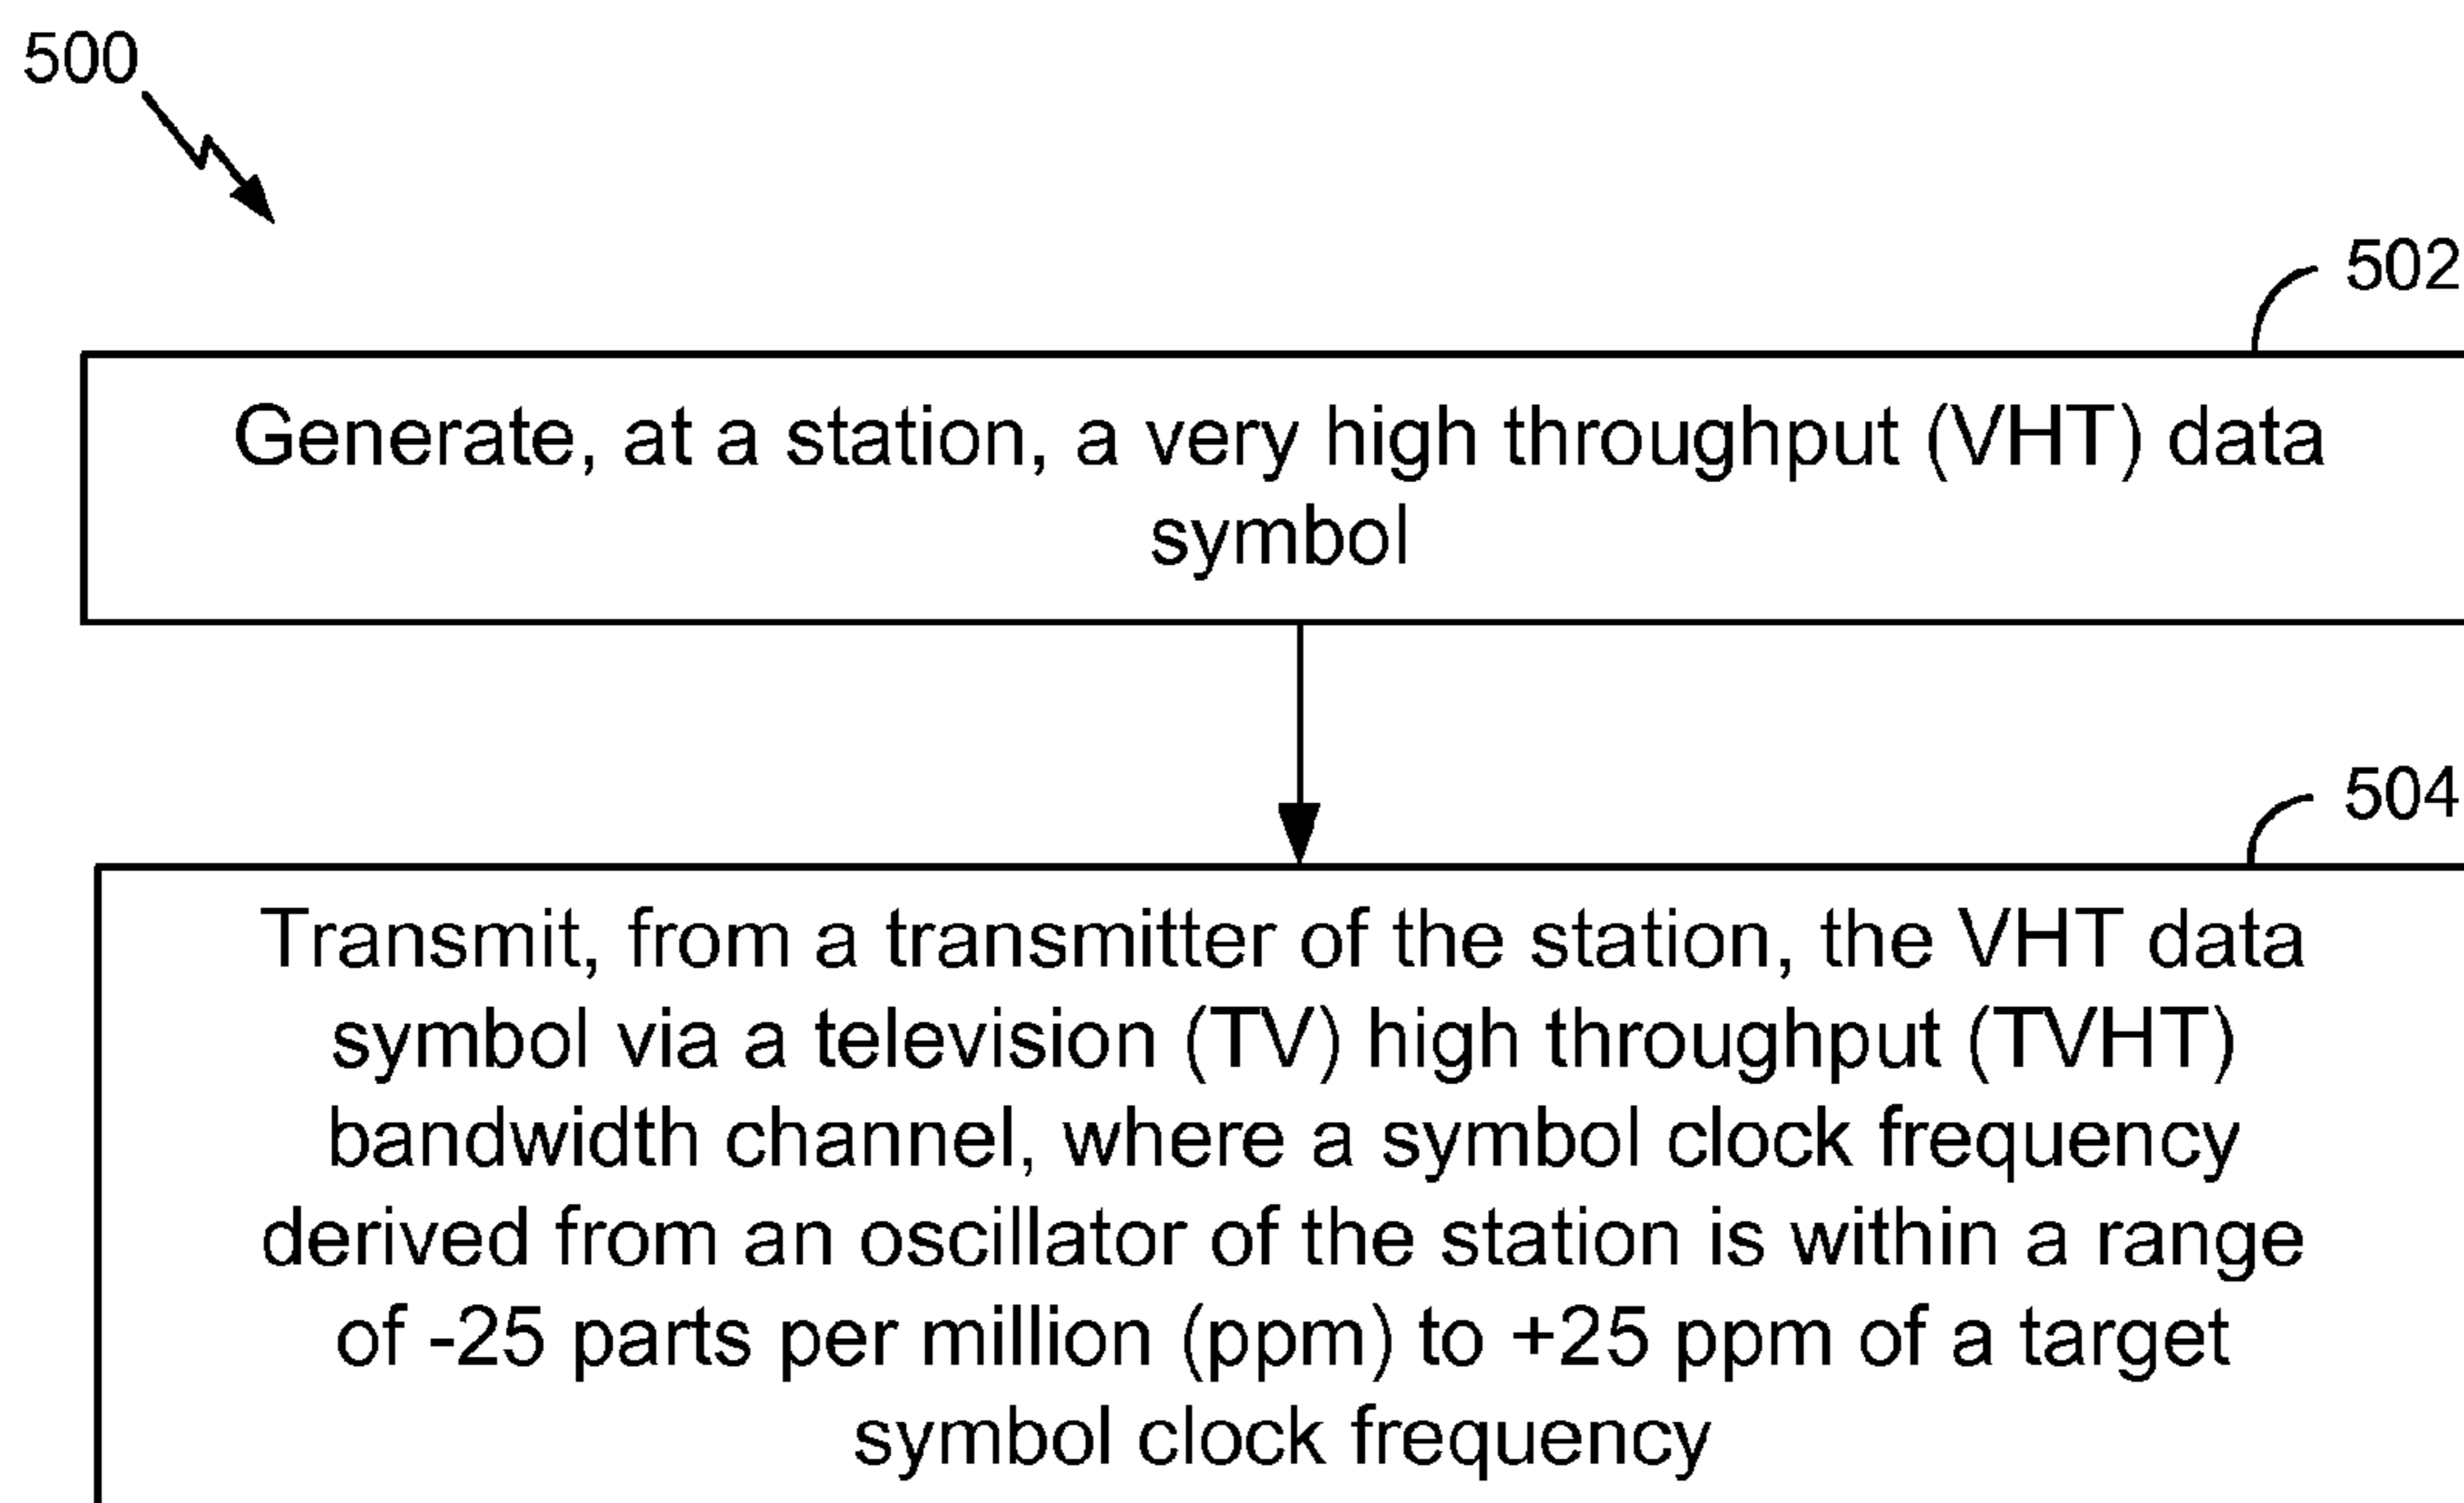 500
502
Generate, at a station, a very high throughput (VHT) data
symbol
504
Transmit, from a transmitter of the station, the VHT data
symbol via a television (TV) high throughput (TVHT)
bandwidth channel, where a symbol clock frequency
derived from an oscillator of the station is within a range
of -25 parts per million (ppm) to +25 ppm of a target
symbol clock frequency